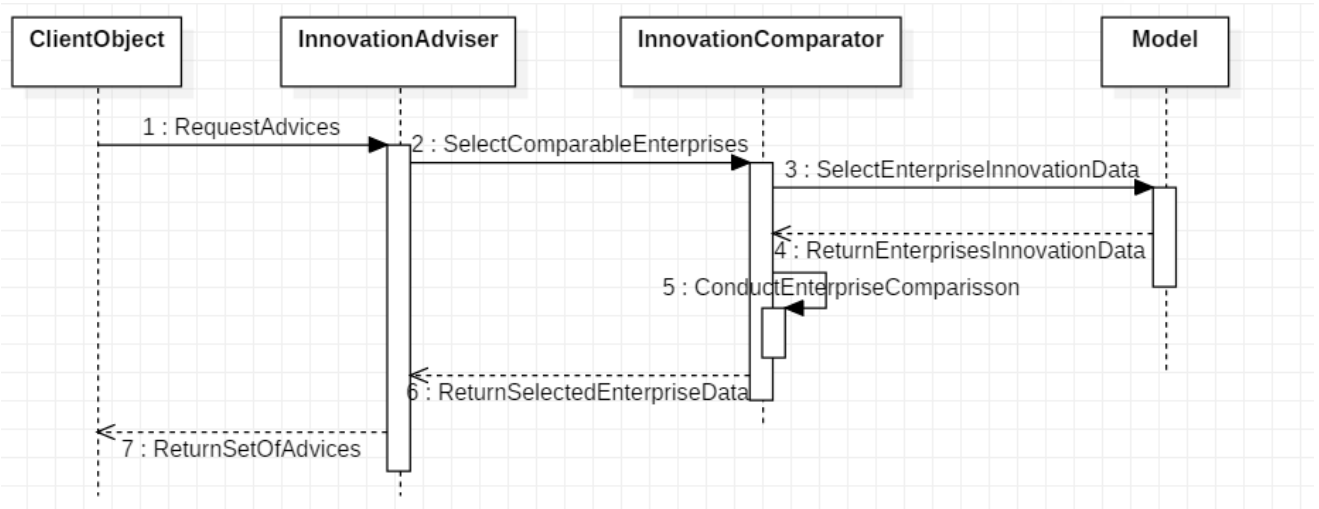 ClientObject
InnovationAdviser
InnovationComparator
Model
1 : RequestAdvices
2 : SelectComparableEnterprises
3 : SelectEnterpriseInnovationData
4 : ReturnEnterprisesInnovationData
5 : ConductEnterpriseComparisson
6 : ReturnSelectedEnterpriseData
7 : ReturnSetOfAdvices